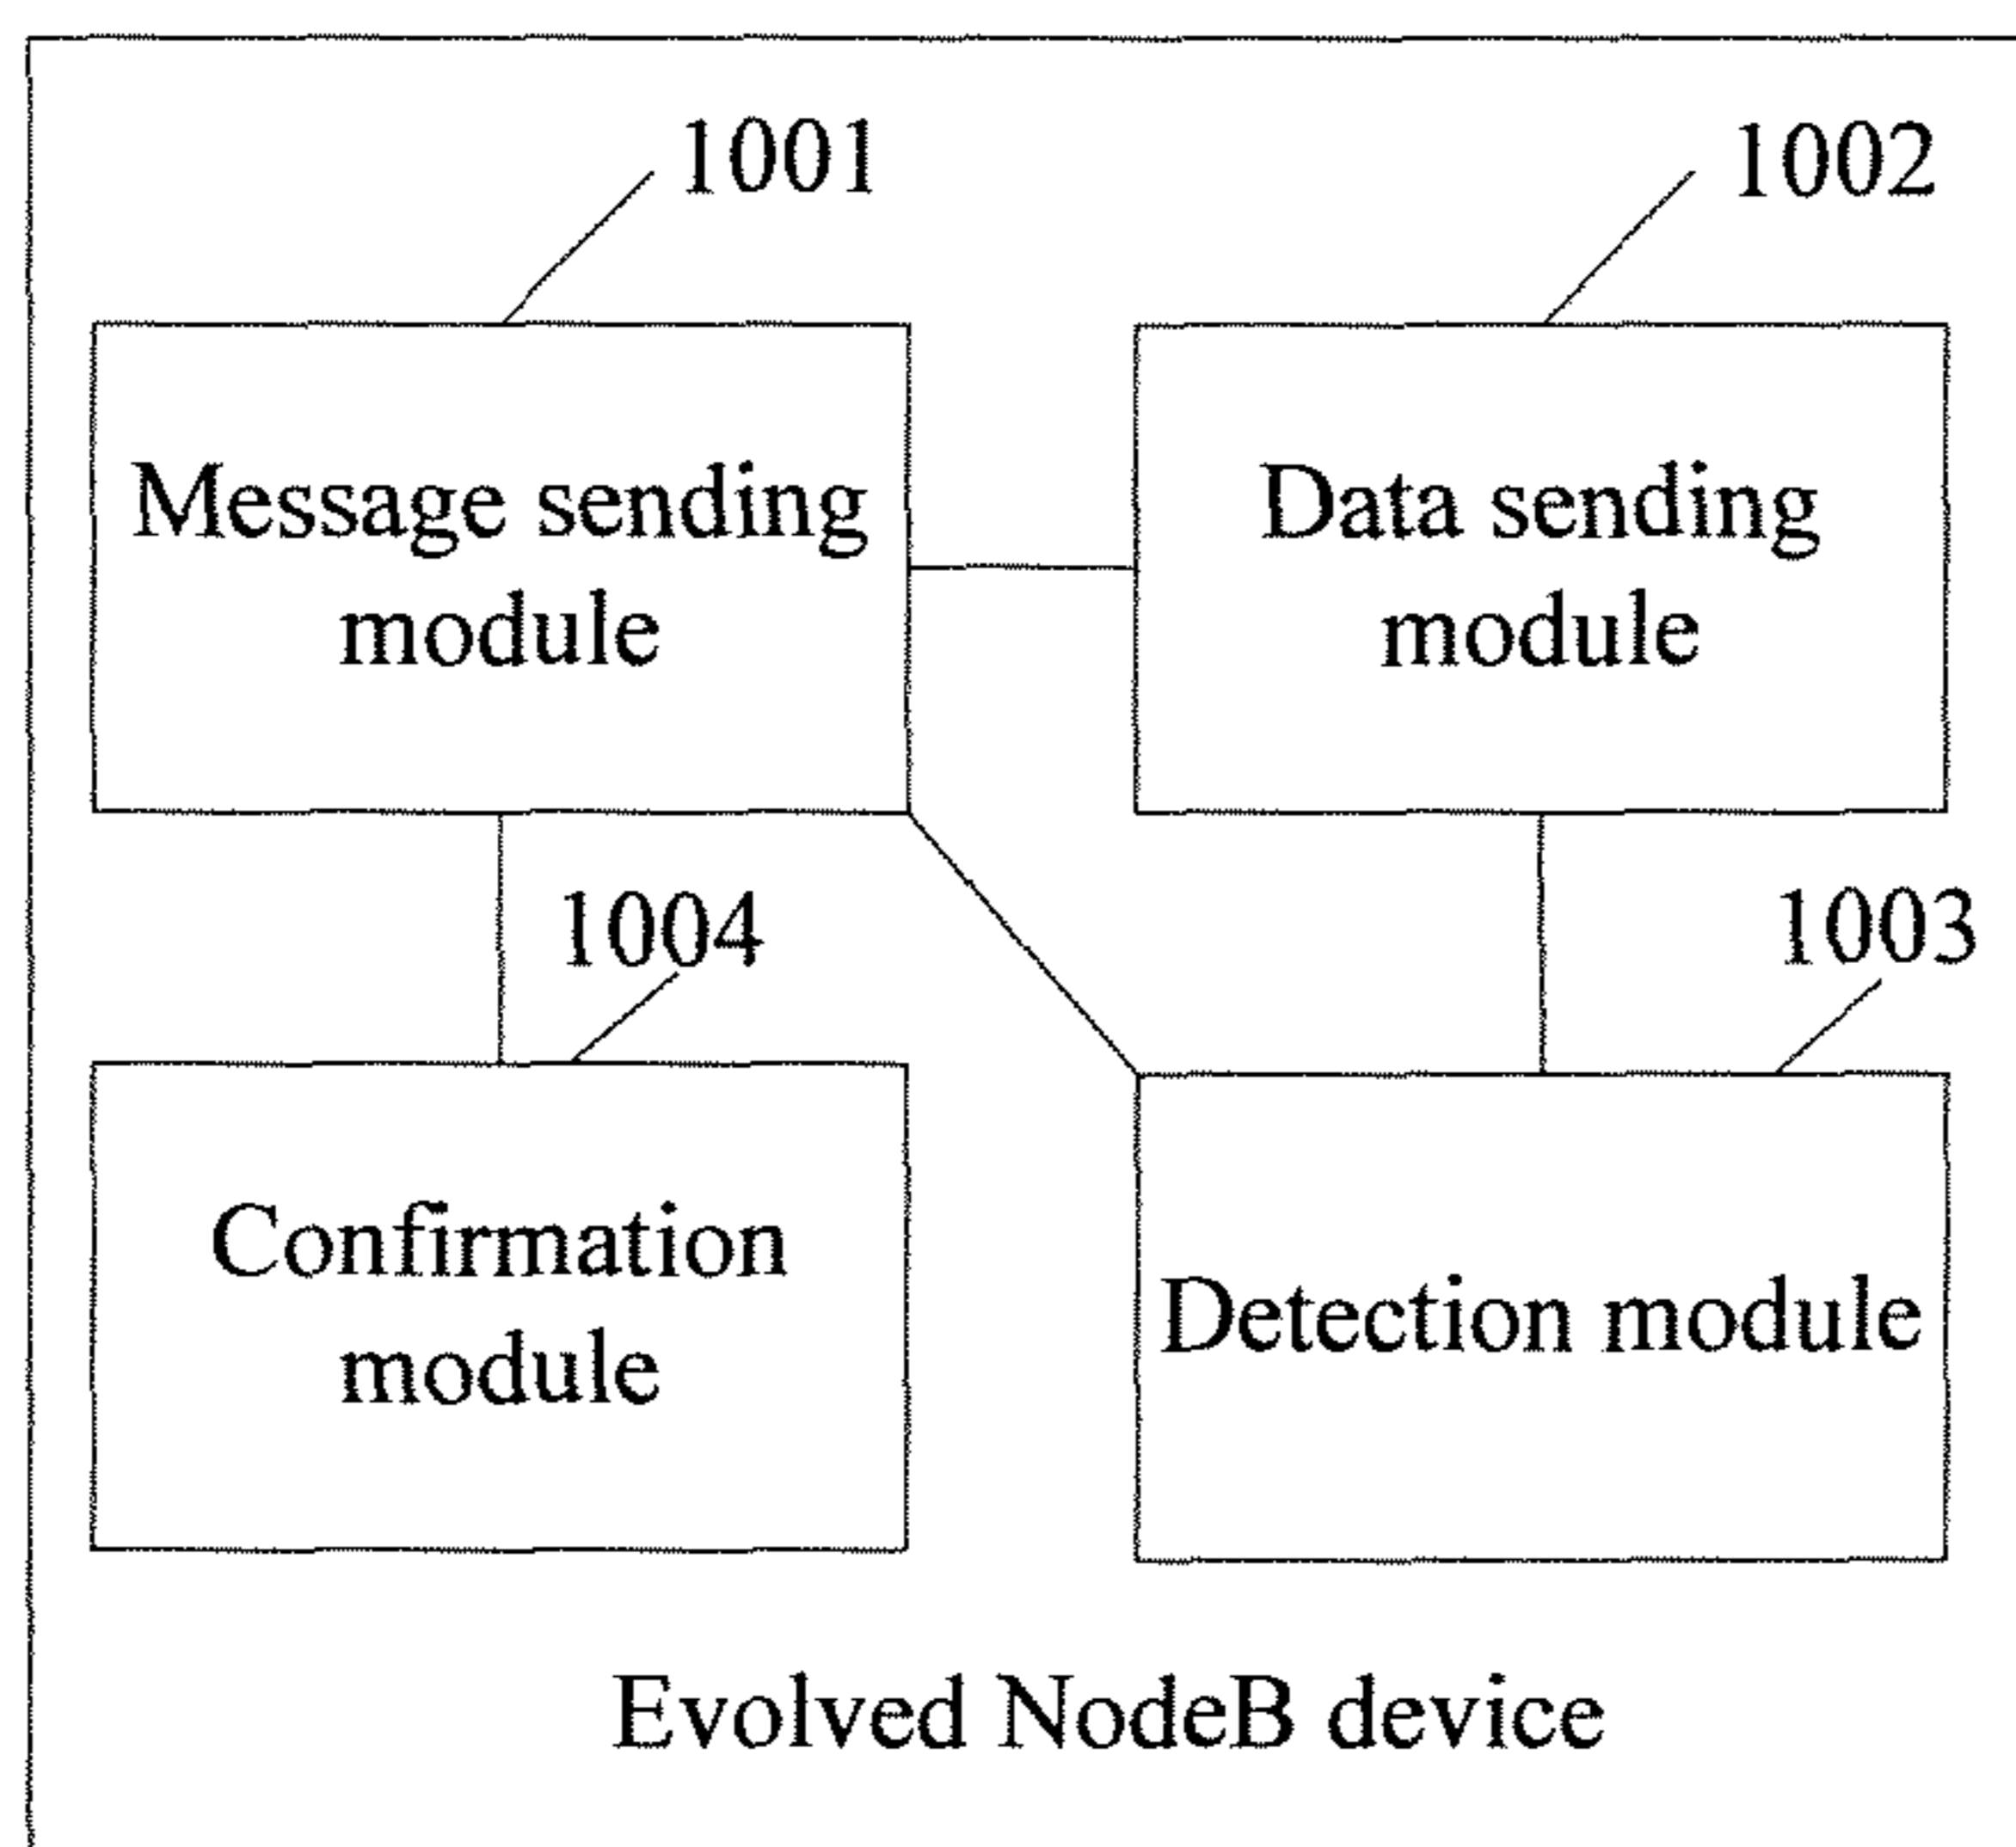 1001
1002
Message sending
module
Data sending
module
1004
1003
Confirmation
module
Detection module
Evolved NodeB device